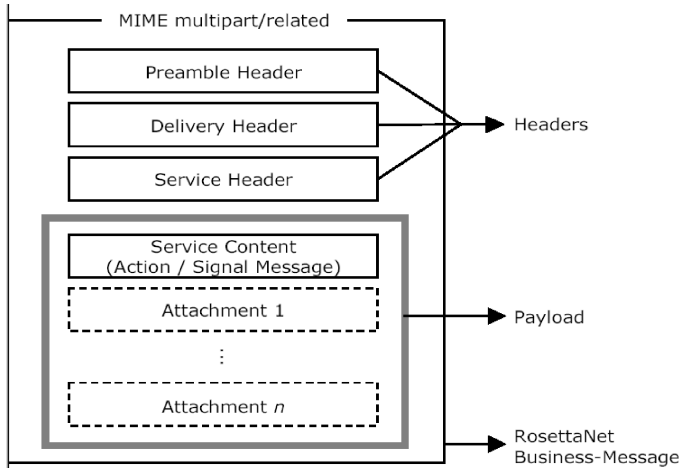 MIME multipart/related
Preamble Header
Delivery Header
Service Header
Headers
Service Content
(Action / Signal Message)
Attachment 1
⋮
Attachment n
Payload
RosettaNet
Business-Message